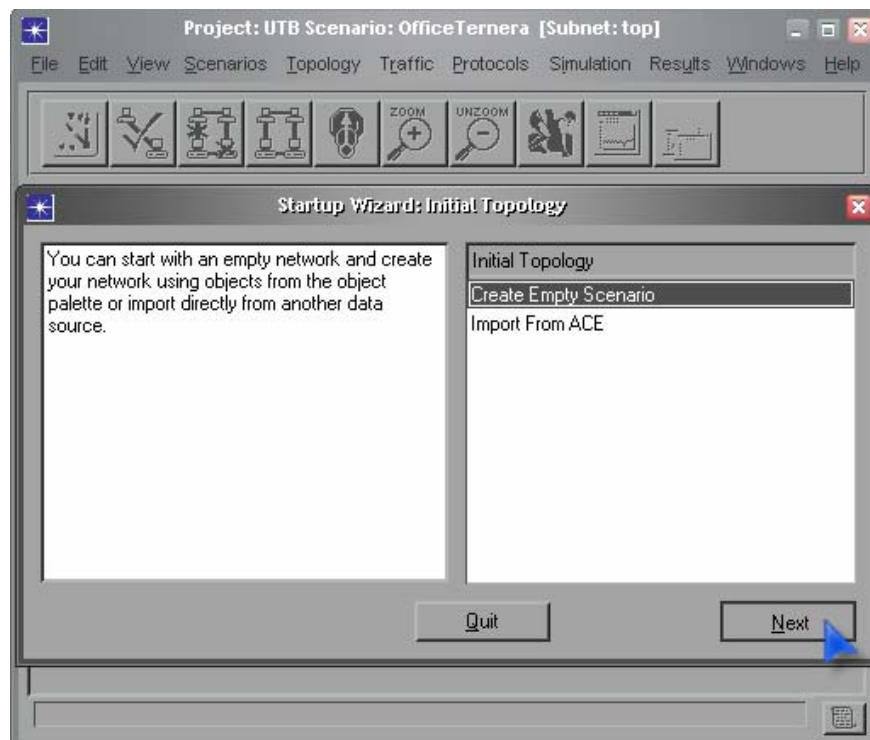 Project: UTB Scenario: OfficeTernera [Subnet: top]
File Edit View Scenarios Topology Traffic Protocols Simulation Results Windows Help
ZOOM UNZOOM
Startup Wizard: Initial Topology
You can start with an empty network and create
your network using objects from the object
palette or import directly from another data
source.
Initial Topology
Create Empty Scenario
Import From ACE
Quit
Next